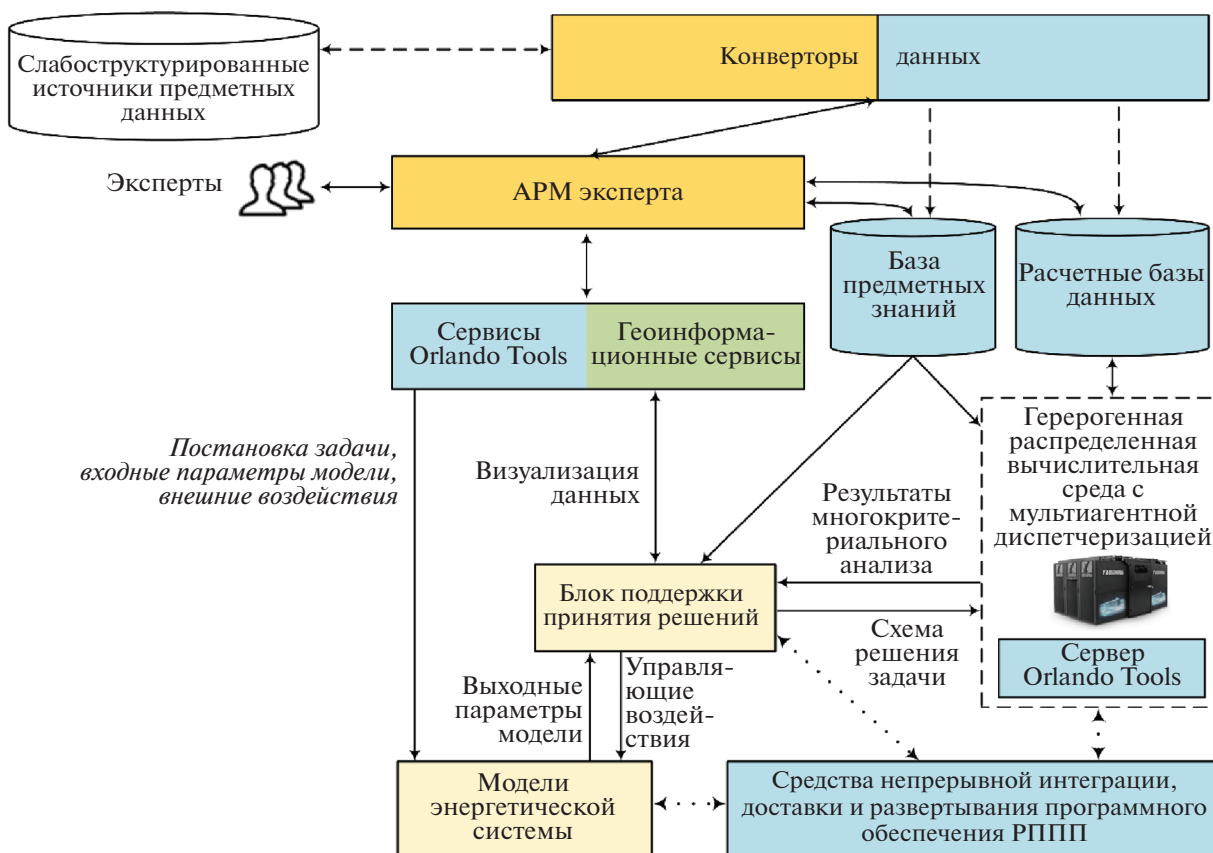 Слабоструктурированные
источники предметных
данных
Конверторы данных
Эксперты
АРМ эксперта
База
предметных
знаний
Расчетные базы
данных
Сервисы
Orlando Tools
Геоинформа-
ционные сервисы
Постановка задачи,
входные параметры модели,
внешние воздействия
Визуализация
данных
Результаты
многокрите-
риального
анализа
Герерогенная
распределенная
вычислительная
среда с
мультиагентной
диспетчеризацией
Блок поддержки
принятия решений
Схема
решения
задачи
Сервер
Orlando Tools
Выходные
параметры
модели
Управля-
ющие
воздей-
ствия
Модели
энергетической
системы
Средства непрерывной интеграции,
доставки и развертывания программного
обеспечения РППП